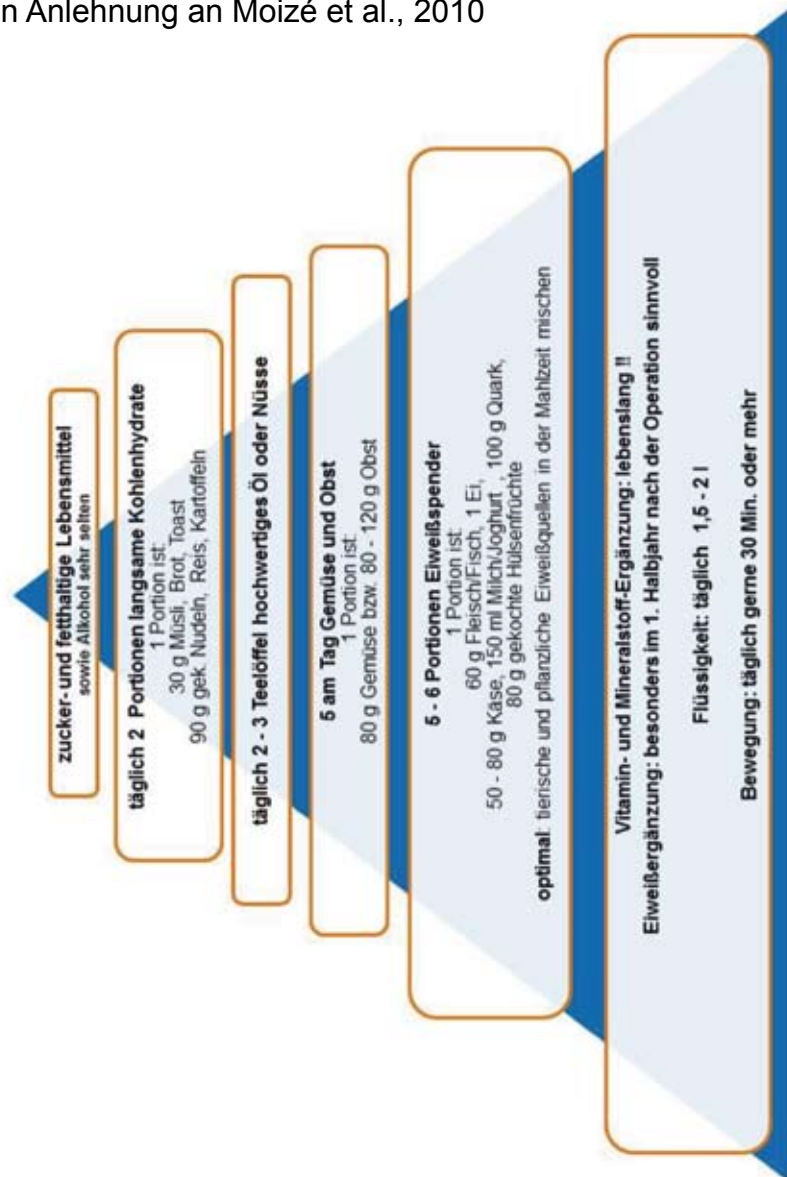 n Anlehnung an Moizé et al., 2010
zucker- und fetthaltige Lebensmittel
sowie Alkohol sehr selten
täglich 2 Portionen langsame Kohlenhydrate
1 Portion ist:
30 g Müsli, Brot, Toast
90 g gek. Nudeln, Reis, Kartoffeln
täglich 2 - 3 Teelöffel hochwertiges Öl oder Nüsse
5 am Tag Gemüse und Obst
1 Portion ist:
80 g Gemüse bzw. 80 - 120 g Obst
5 - 6 Portionen Eiweißspender
1 Portion ist:
60 g Fleisch/Fisch, 1 Ei,
50 - 80 g Käse, 150 ml Milch/Joghurt , 100 g Quark,
80 g gekochte Hülsenfrüchte
optimal: tierische und pflanzliche Eiweißquellen in der Mahlzeit mischen
Vitamin- und Mineralstoff-Ergänzung: lebenslang !!
Eiweißergänzung: besonders im 1. Halbjahr nach der Operation sinnvoll
Flüssigkeit: täglich 1,5 - 2 l
Bewegung: täglich gerne 30 Min. oder mehr